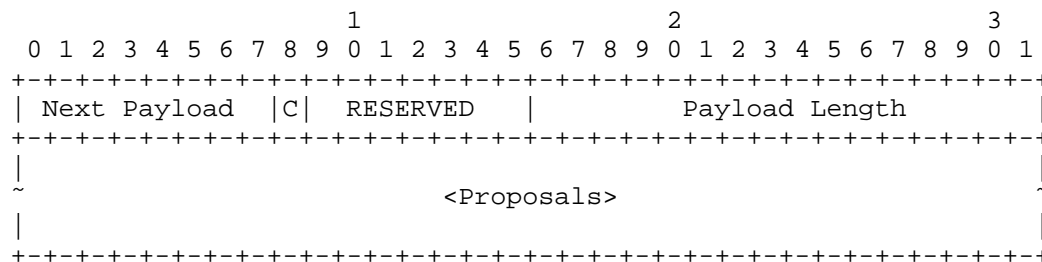 1                   2                   3
 0 1 2 3 4 5 6 7 8 9 0 1 2 3 4 5 6 7 8 9 0 1 2 3 4 5 6 7 8 9 0 1
+-+-+-+-+-+-+-+-+-+-+-+-+-+-+-+-+-+-+-+-+-+-+-+-+-+-+-+-+-+-+-+-+
| Next Payload  |C|  RESERVED   |         Payload Length        |
+-+-+-+-+-+-+-+-+-+-+-+-+-+-+-+-+-+-+-+-+-+-+-+-+-+-+-+-+-+-+-+-+
|                                                               |
~                          <Proposals>                          ~
|                                                               |
+-+-+-+-+-+-+-+-+-+-+-+-+-+-+-+-+-+-+-+-+-+-+-+-+-+-+-+-+-+-+-+-+